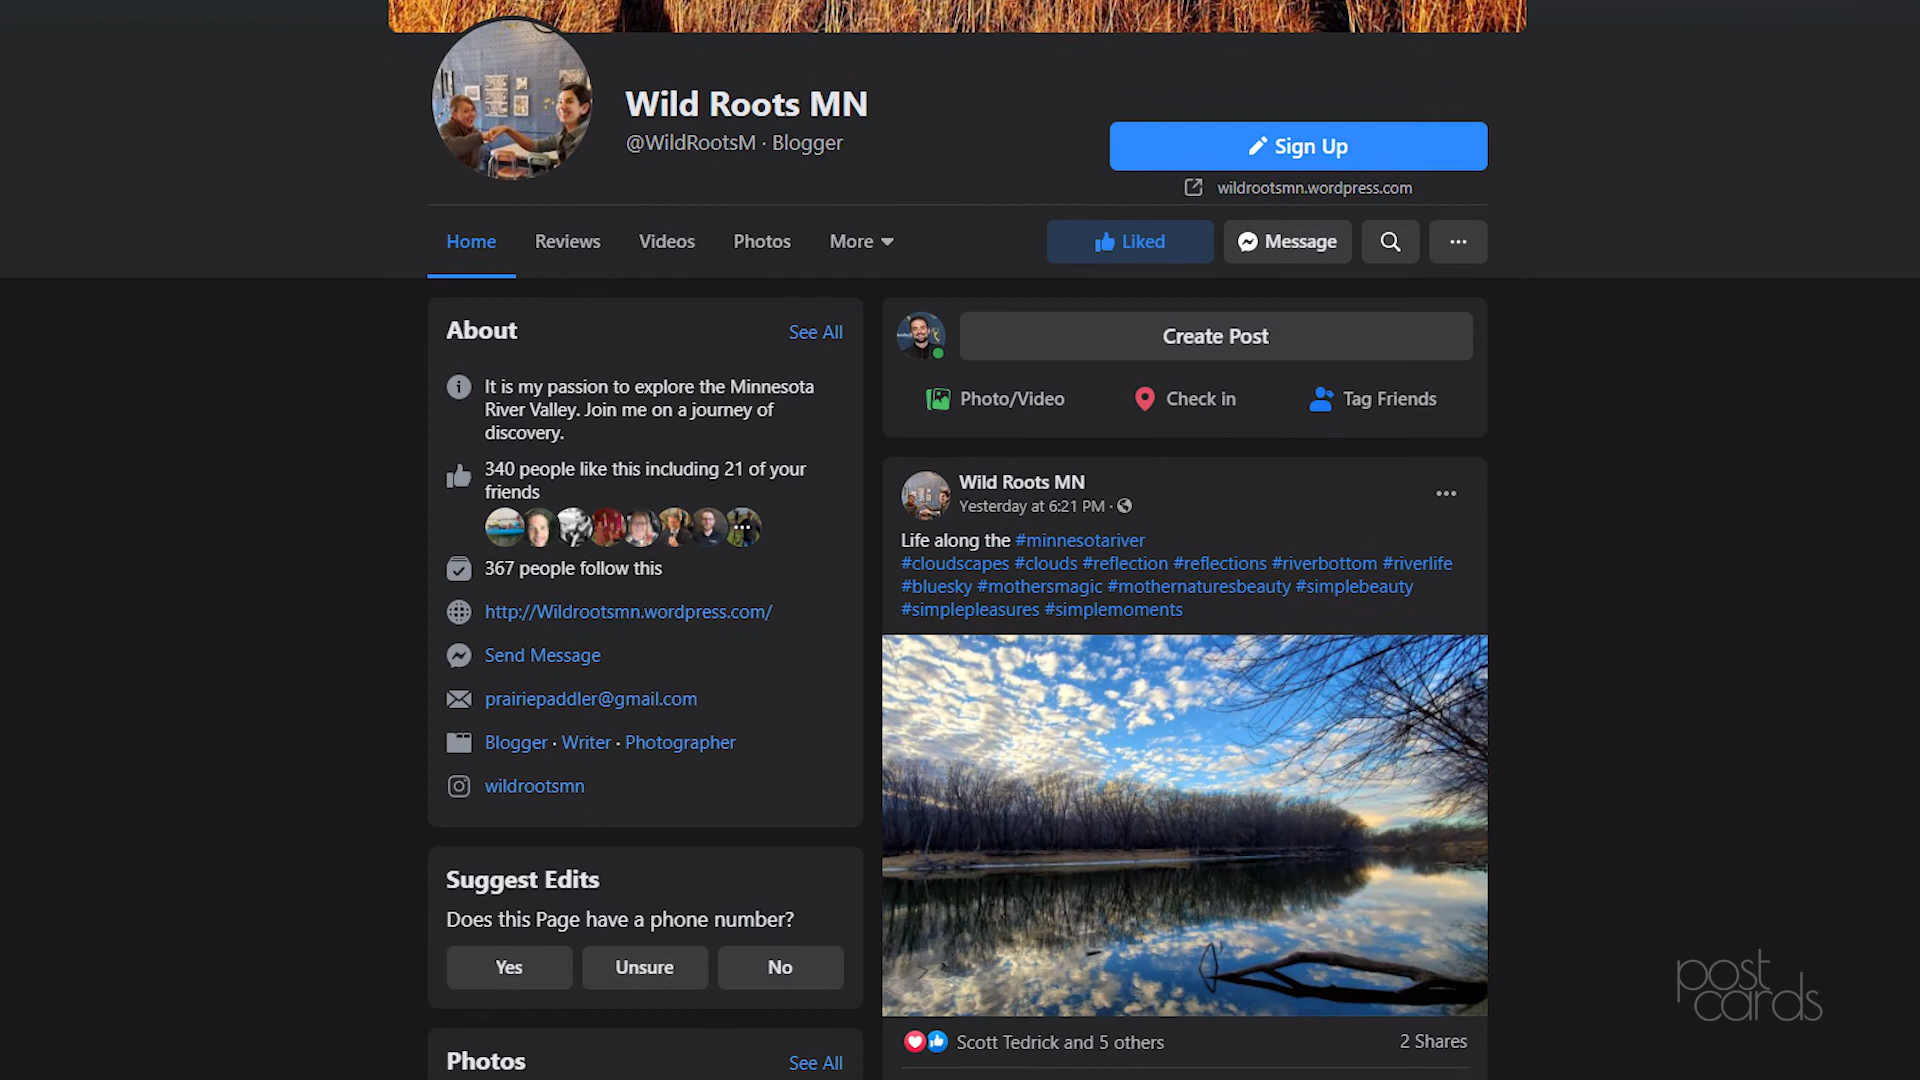 Wild Roots MN
@WildRootsM · Blogger
Sign Up
wildrootsmn.wordpress.com
Home
Reviews
Videos
Photos
More
Liked
Message
About
See All
It is my passion to explore the Minnesota
River Valley. Join me on a journey of
discovery.
340 people like this including 21 of your
friends
367 people follow this
http://Wildrootsmn.wordpress.com/
Send Message
prairiepaddler@gmail.com
Blogger · Writer · Photographer
wildrootsmn
Suggest Edits
Does this Page have a phone number?
Yes
Unsure
No
Photos
See All
Create Post
Photo/Video
Check in
Tag Friends
Wild Roots MN
Yesterday at 6:21 PM ·
Life along the #minnesotariver
#cloudscapes #clouds #reflection #reflections #riverbottom #riverlife
#bluesky #mothersmagic #mothernaturesbeauty #simplebeauty
#simplepleasures #simplemoments
Scott Tedrick and 5 others
2 Shares
post
cards